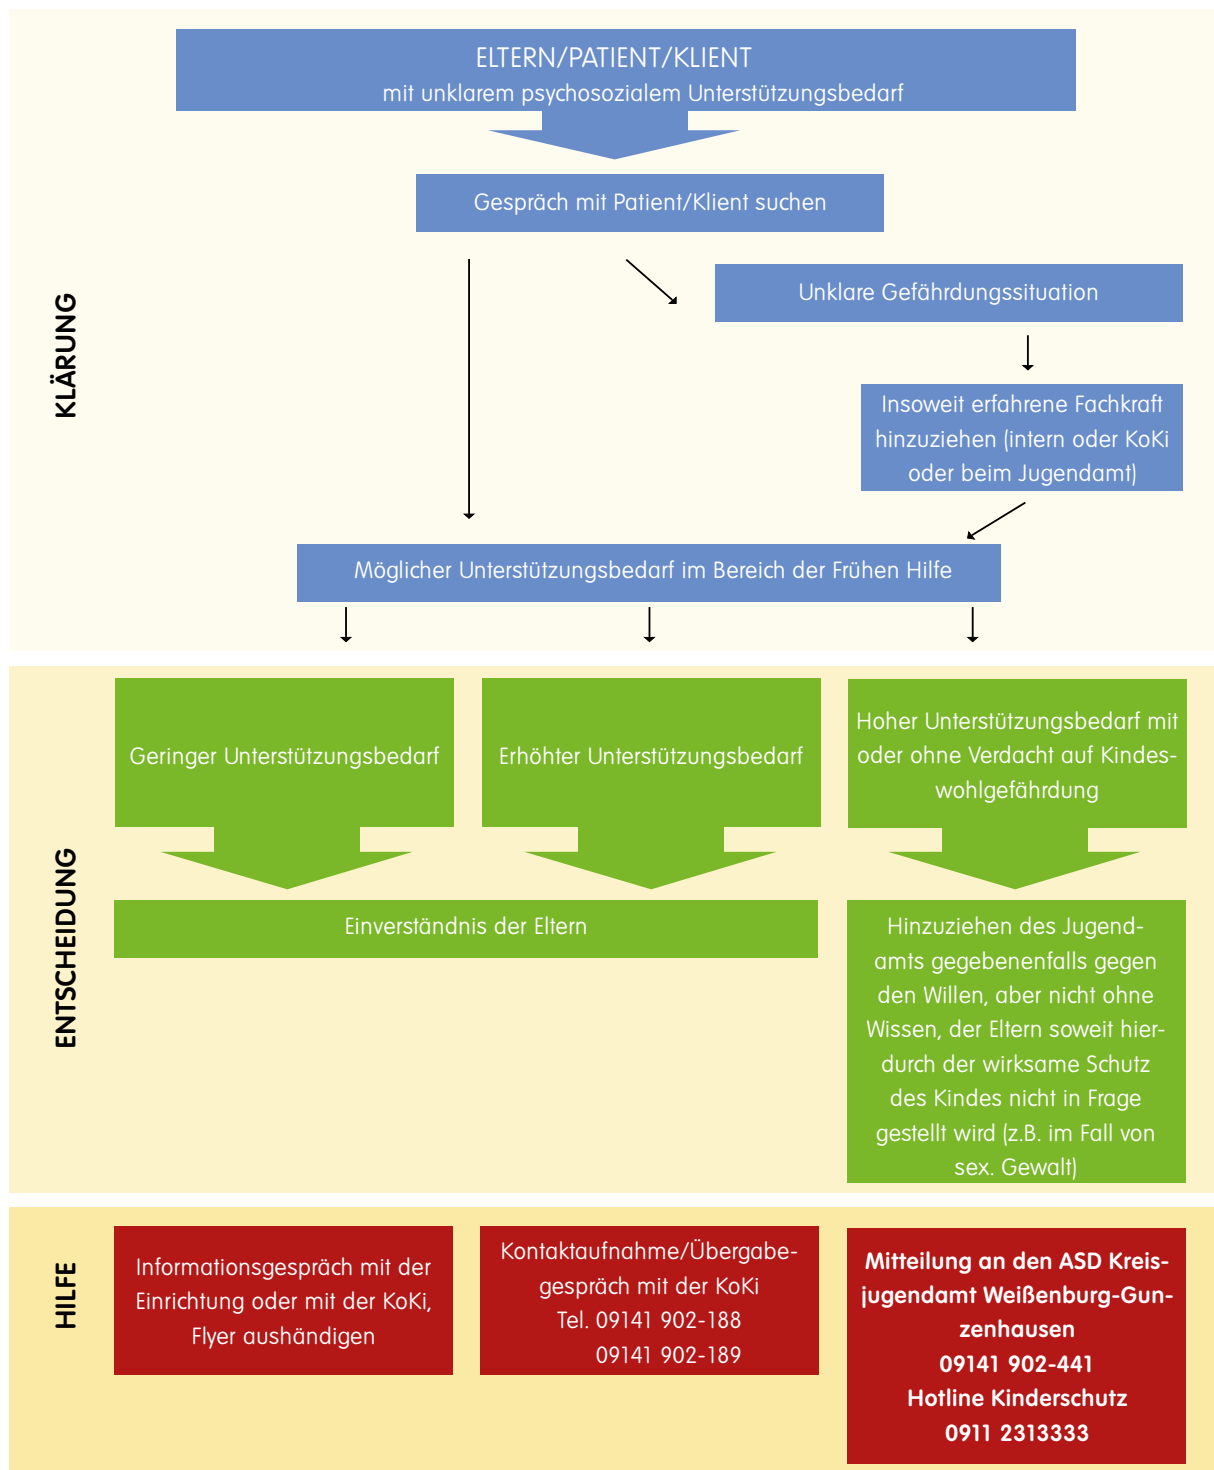 ELTERN/PATIENT/KLIENT
mit unklarem psychosozialem Unterstützungsbedarf
Gespräch mit Patient/Klient suchen
Unklare Gefährdungssituation
KLÄRUNG
Insoweit erfahrene Fachkraft
hinzuziehen (intern oder KoKi
oder beim Jugendamt)
Möglicher Unterstützungsbedarf im Bereich der Frühen Hilfe
ENTSCHEIDUNG
Geringer Unterstützungsbedarf
Erhöhter Unterstützungsbedarf
Hoher Unterstützungsbedarf mit
oder ohne Verdacht auf Kindes-
wohlgefährdung
Einverständnis der Eltern
Hinzuziehen des Jugend-
amts gegebenenfalls gegen
den Willen, aber nicht ohne
Wissen, der Eltern soweit hier-
durch der wirksame Schutz
des Kindes nicht in Frage
gestellt wird (z.B. im Fall von
sex. Gewalt)
HILFE
Informationsgespräch mit der
Einrichtung oder mit der KoKi,
Flyer aushändigen
Kontaktaufnahme/Übergabe-
gespräch mit der KoKi
Tel. 09141 902-188
09141 902-189
Mitteilung an den ASD Kreis-
jugendamt Weißenburg-Gun-
zenhausen
09141 902-441
Hotline Kinderschutz
0911 2313333